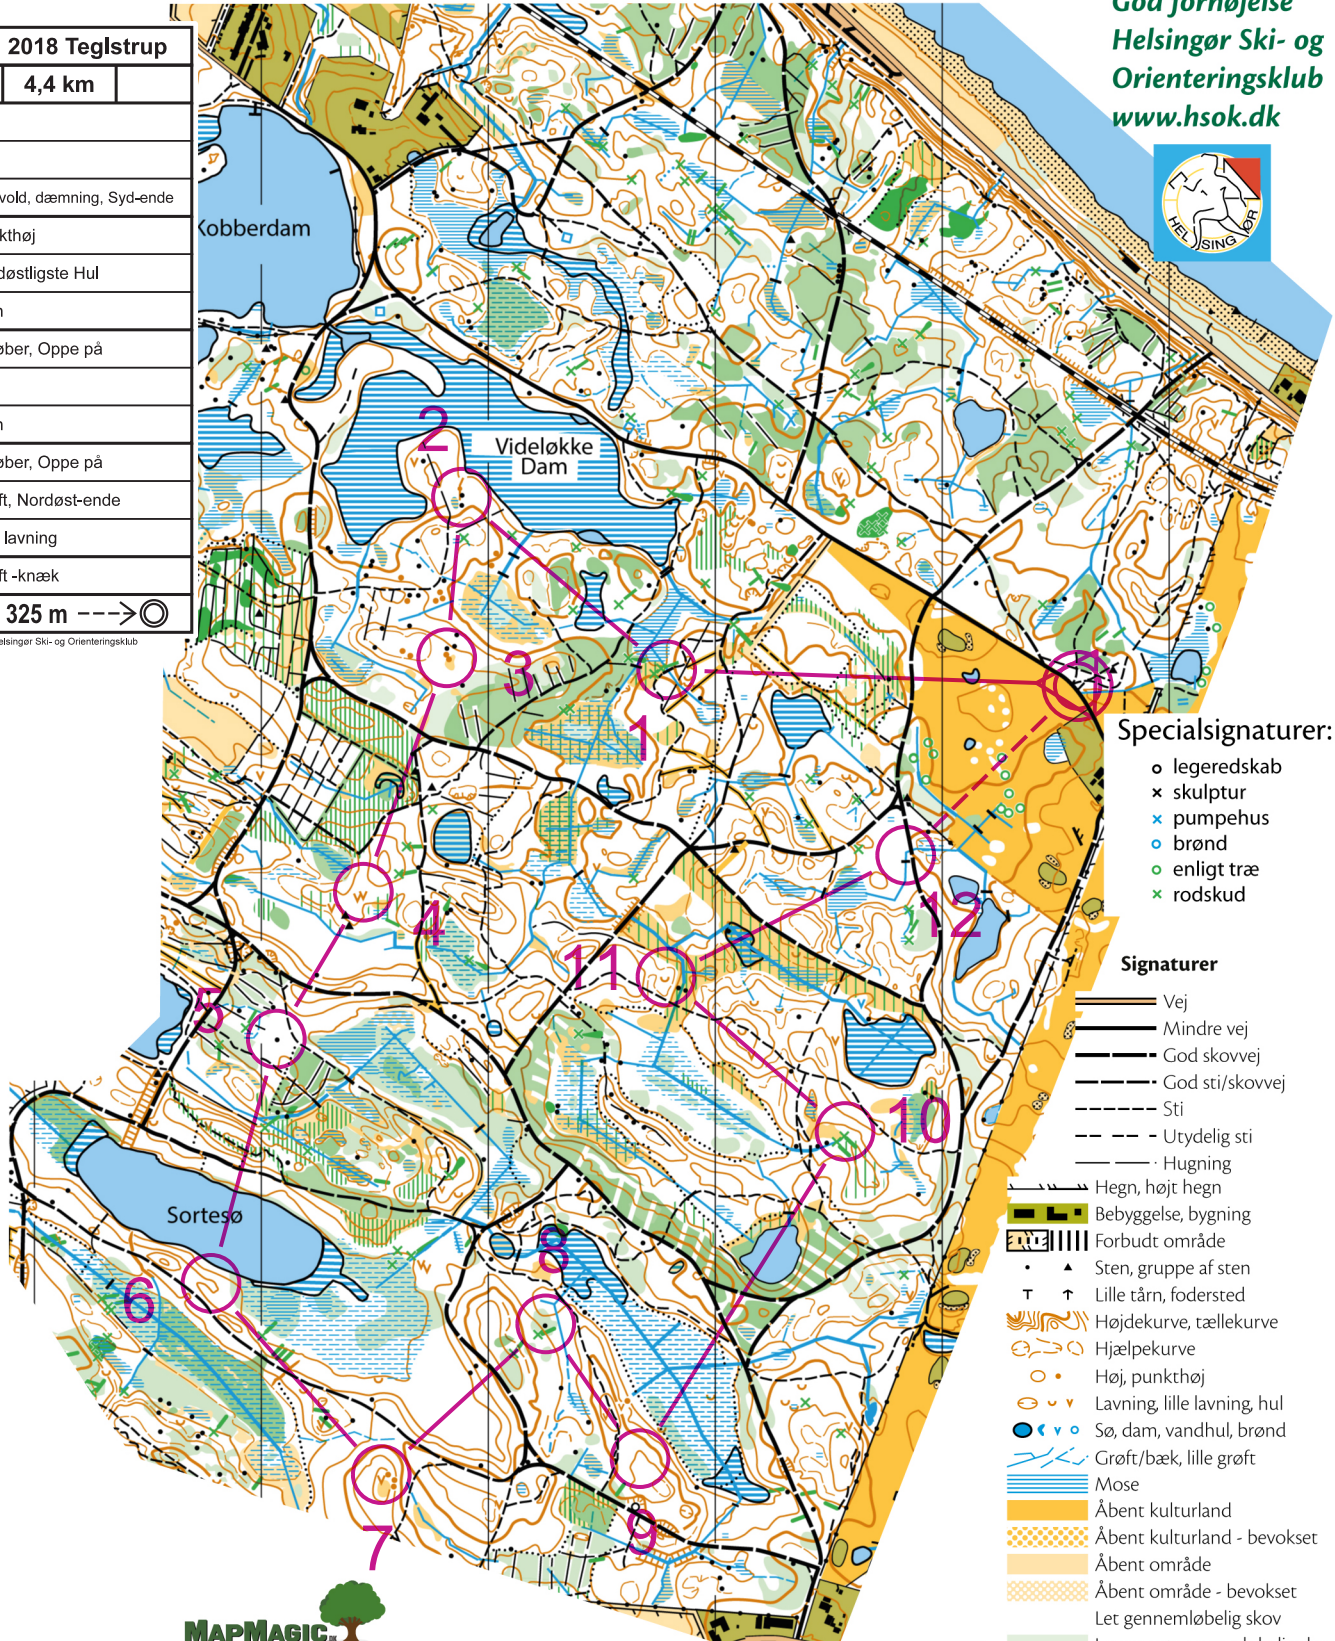 2018 Teglstrup
4,4 km
vold, dæmning, Syd-ende
kthøj
døstligste Hul
n
øber, Oppe på
n
øber, Oppe på
ft, Nordøst-ende
lavning
ft -knæk
325 m
elsingør Ski- og Orienteringsklub
God fornøjelse
Helsingør Ski- og
Orienteringsklub
www.hsok.dk
HELSINGØR
Kobberdam
2
Videløkke
Dam
3
1
4
12
11
5
10
Sortesø
8
6
9
7
Specialsignaturer:
legeredskab
skulptur
pumpehus
brønd
enligt træ
rodskud
Signaturer
Vej
Mindre vej
God skovvej
God sti/skovvej
Sti
Utydelig sti
Hugning
Hegn, højt hegn
Bebyggelse, bygning
Forbudt område
Sten, gruppe af sten
Lille tårn, fodersted
Højdekurve, tællekurve
Hjælpekurve
Høj, punkthøj
Lavning, lille lavning, hul
Sø, dam, vandhul, brønd
Grøft/bæk, lille grøft
Mose
Åbent kulturland
Åbent kulturland - bevokset
Åbent område
Åbent område - bevokset
Let gennemløbelig skov
MAPMAGIC